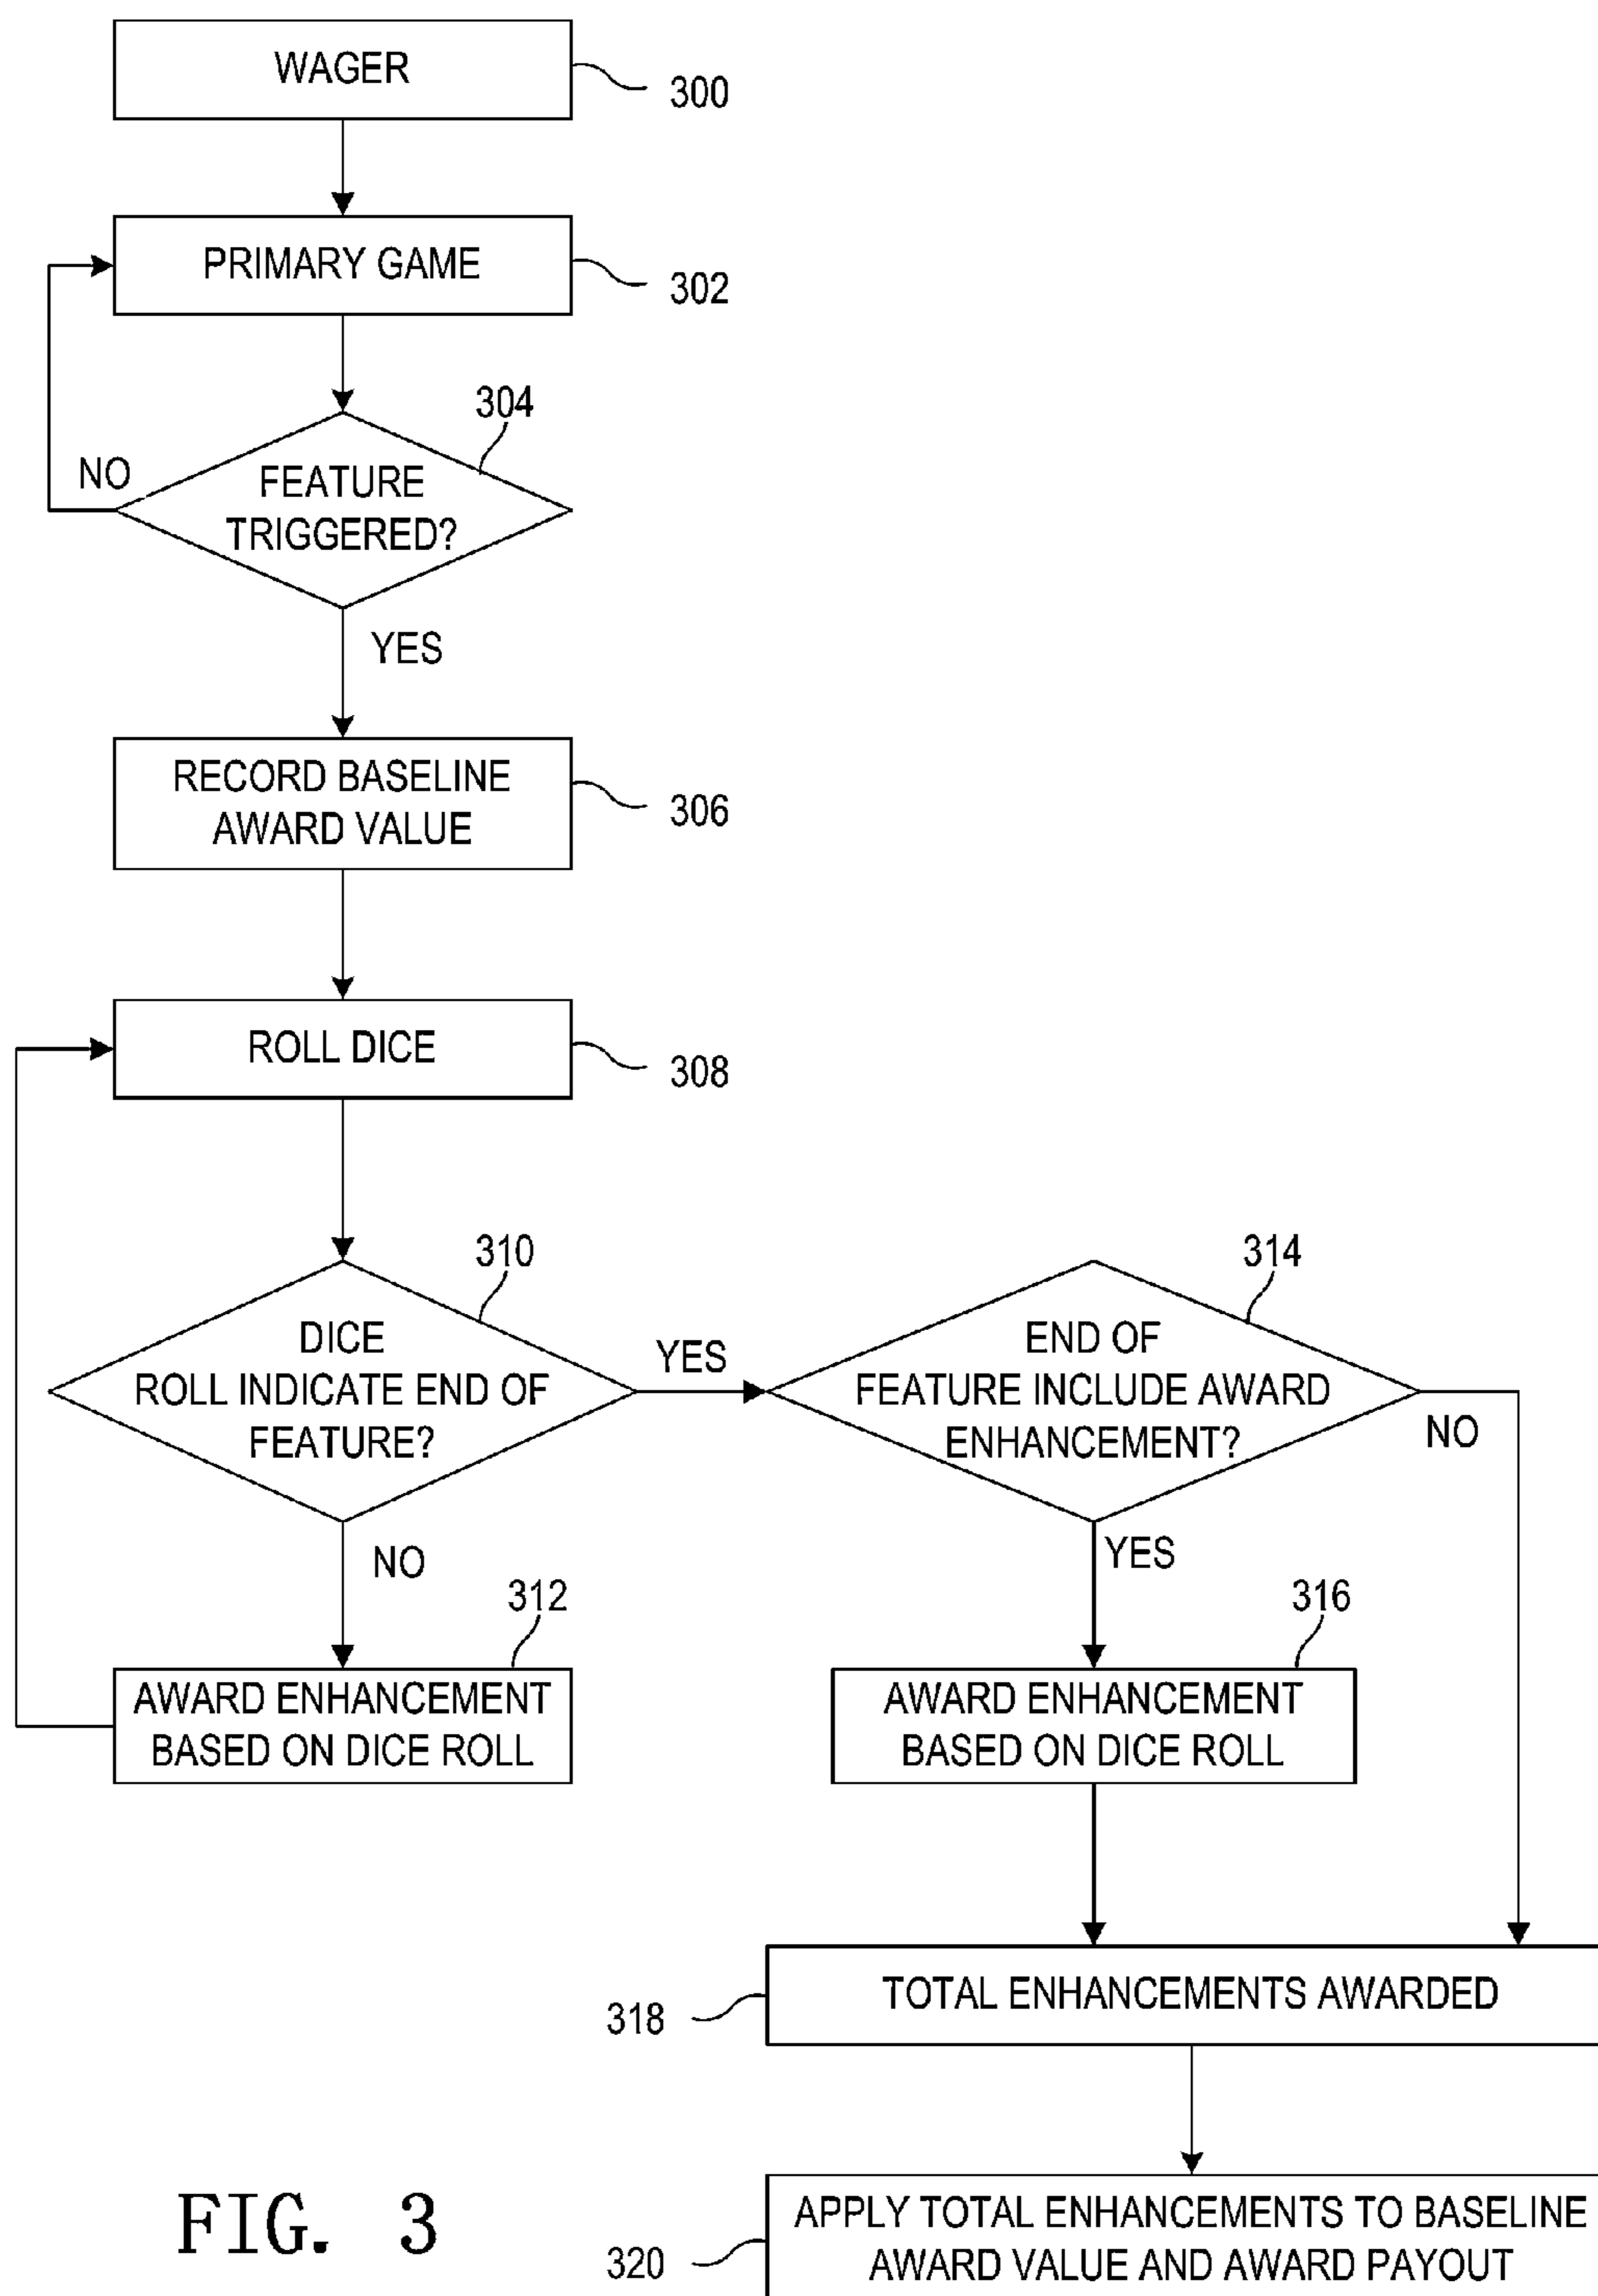 WAGER
300
PRIMARY GAME
302
304
FEATURE
TRIGGERED?
NO
YES
RECORD BASELINE
AWARD VALUE
306
ROLL DICE
308
310
DICE
ROLL INDICATE END OF
FEATURE?
YES
NO
314
END OF
FEATURE INCLUDE AWARD
ENHANCEMENT?
NO
YES
312
AWARD ENHANCEMENT
BASED ON DICE ROLL
316
AWARD ENHANCEMENT
BASED ON DICE ROLL
TOTAL ENHANCEMENTS AWARDED
318
APPLY TOTAL ENHANCEMENTS TO BASELINE
AWARD VALUE AND AWARD PAYOUT
320
FIG. 3